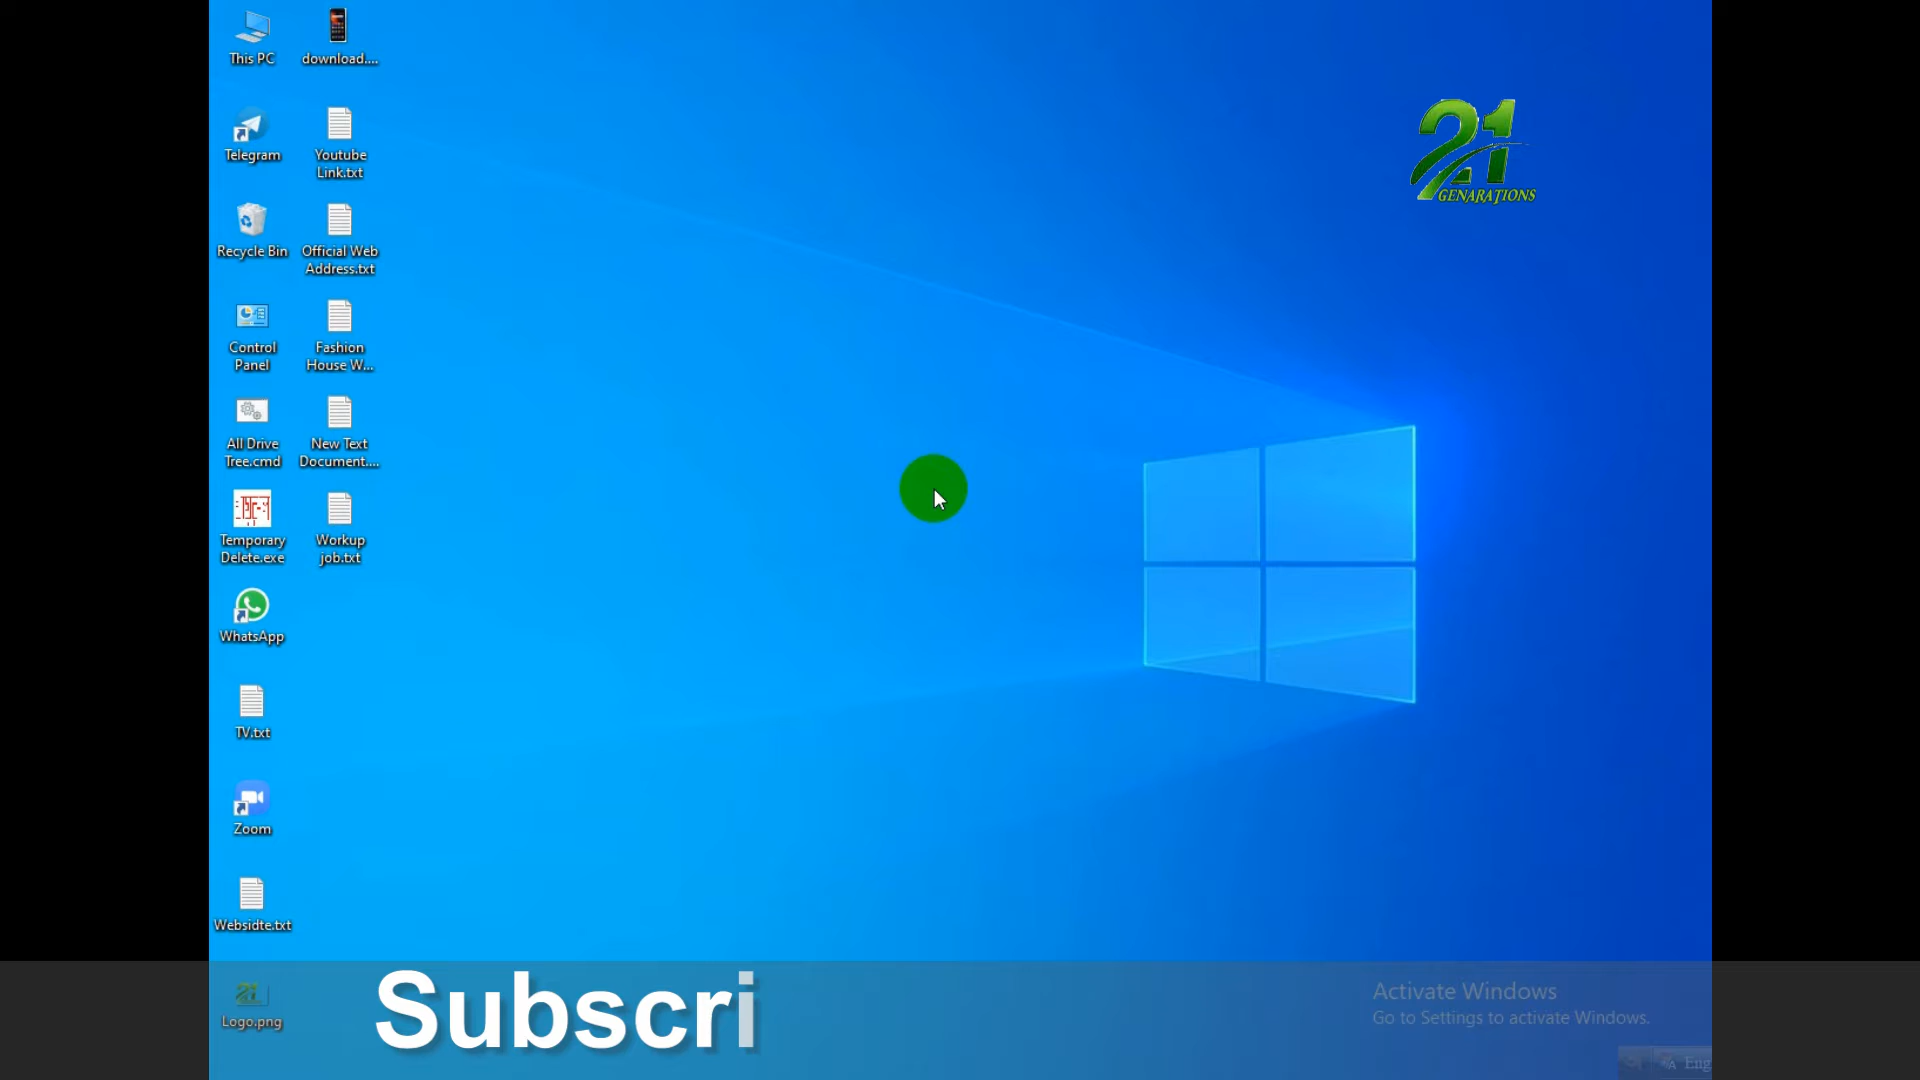 This PC
download....
Telegram
Youtube
Link.txt
Recycle Bin
Official Web
Address.txt
Control
Panel
Fashion
House W...
All Drive
Tree.cmd
New Text
Document....
Temporary
Delete.exe
Workup
job.txt
WhatsApp
TV.txt
Zoom
Websidte.txt
Logo.png
21
GENARATIONS
Subscri
Activate Windows
Go to Settings to activate Windows.
Eng